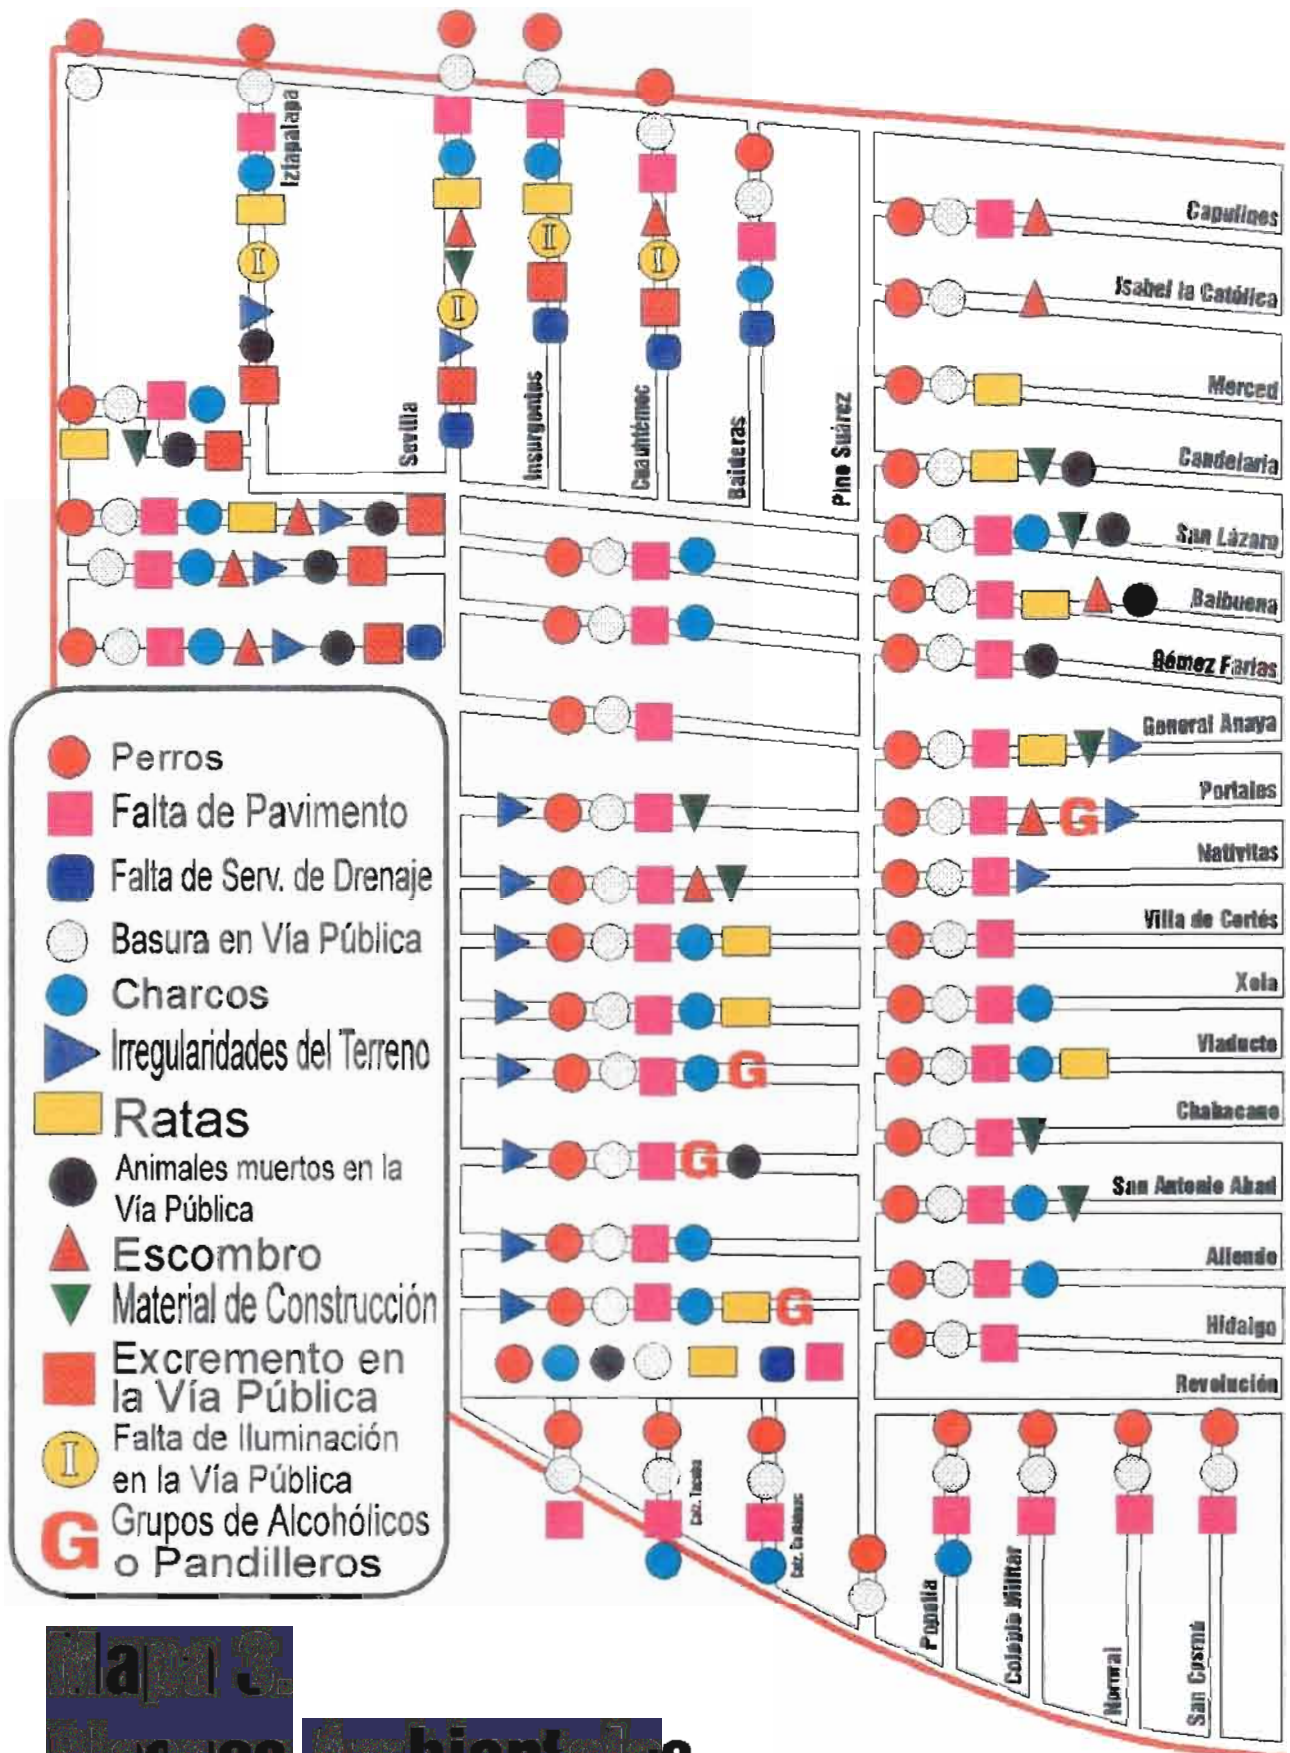 Iztapalapa
Sevilla
Insurgentes
Cuauhtémoc
Balderas
Pino Suárez
Capulines
Isabel la Católica
Merced
Candelaria
San Lázaro
Balbuena
Gómez Farías
General Anaya
Portales
Nativitas
Villa de Cortés
Xola
Viaducto
Chabacano
San Antonio Abad
Allende
Hidalgo
Revolución
I
I
I
I
G
G
G
G
Perros
Falta de Pavimento
Falta de Serv. de Drenaje
Basura en Vía Pública
Charcos
Irregularidades del Terreno
Ratas
Animales muertos en la
Vía Pública
Escombro
Material de Construcción
Excremento en
la Vía Pública
I Falta de Iluminación
en la Vía Pública
G Grupos de Alcohólicos
o Pandilleros
Calz. Tacuba
Popotla
Colegio Militar
Normal
San Cosme
Mapa 3.